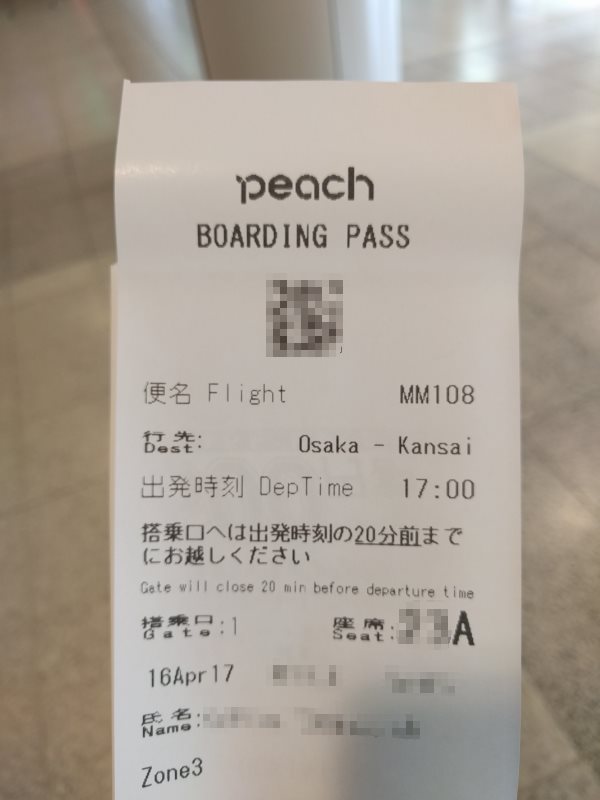 peach
BOARDING PASS
便名 Flight MM108
行先: Dest: Osaka - Kansai
出発時刻 DepTime 17:00
搭乗口へは出発時刻の20分前まで
にお越しください
Gate will close 20 min before departure time
搭乗口 Gate:1 座席: Seat: A
16Apr17
氏名 Name:
Zone3